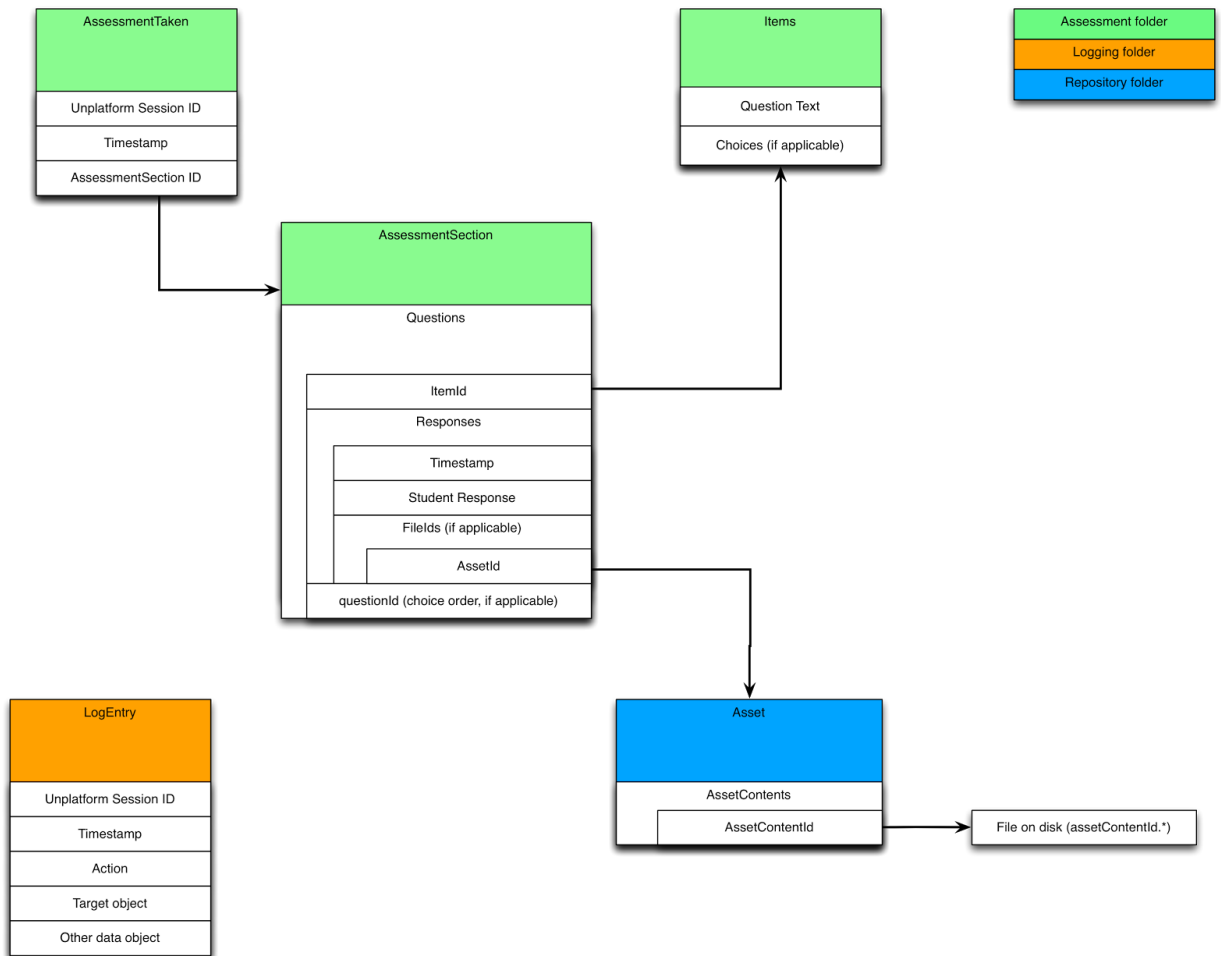 AssessmentTaken
Unplatform Session ID
Timestamp
AssessmentSection ID
Items
Question Text
Choices (if applicable)
Assessment folder
Logging folder
Repository folder
AssessmentSection
Questions
ItemId
Responses
Timestamp
Student Response
FileIds (if applicable)
AssetId
questionId (choice order, if applicable)
LogEntry
Unplatform Session ID
Timestamp
Action
Target object
Other data object
Asset
AssetContents
AssetContentId
File on disk (assetContentId.*)